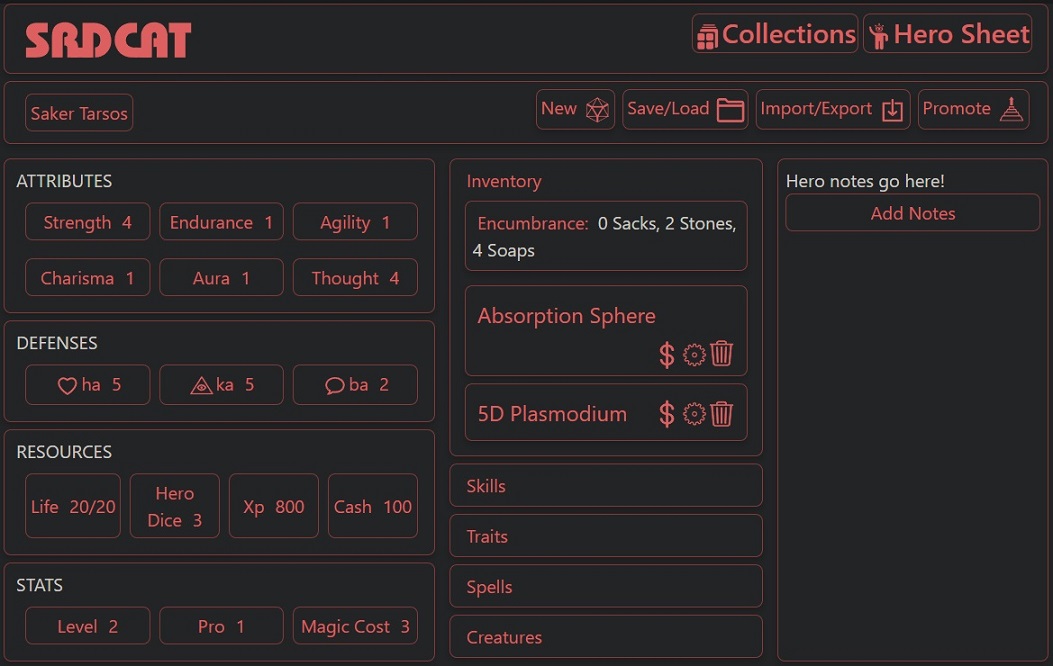 SRDCAT
Collections
Hero Sheet
Saker Tarsos
New
Save/Load
Import/Export
Promote
ATTRIBUTES
Strength 4
Endurance 1
Agility 1
Charisma 1
Aura 1
Thought 4
DEFENSES
ha 5
ka 5
ba 2
RESOURCES
Life 20/20
Hero
Dice 3
Xp 800
Cash 100
STATS
Level 2
Pro 1
Magic Cost 3
Inventory
Encumbrance: 0 Sacks, 2 Stones,
4 Soaps
Absorption Sphere
$
5D Plasmodium $
Skills
Traits
Spells
Creatures
Hero notes go here!
Add Notes